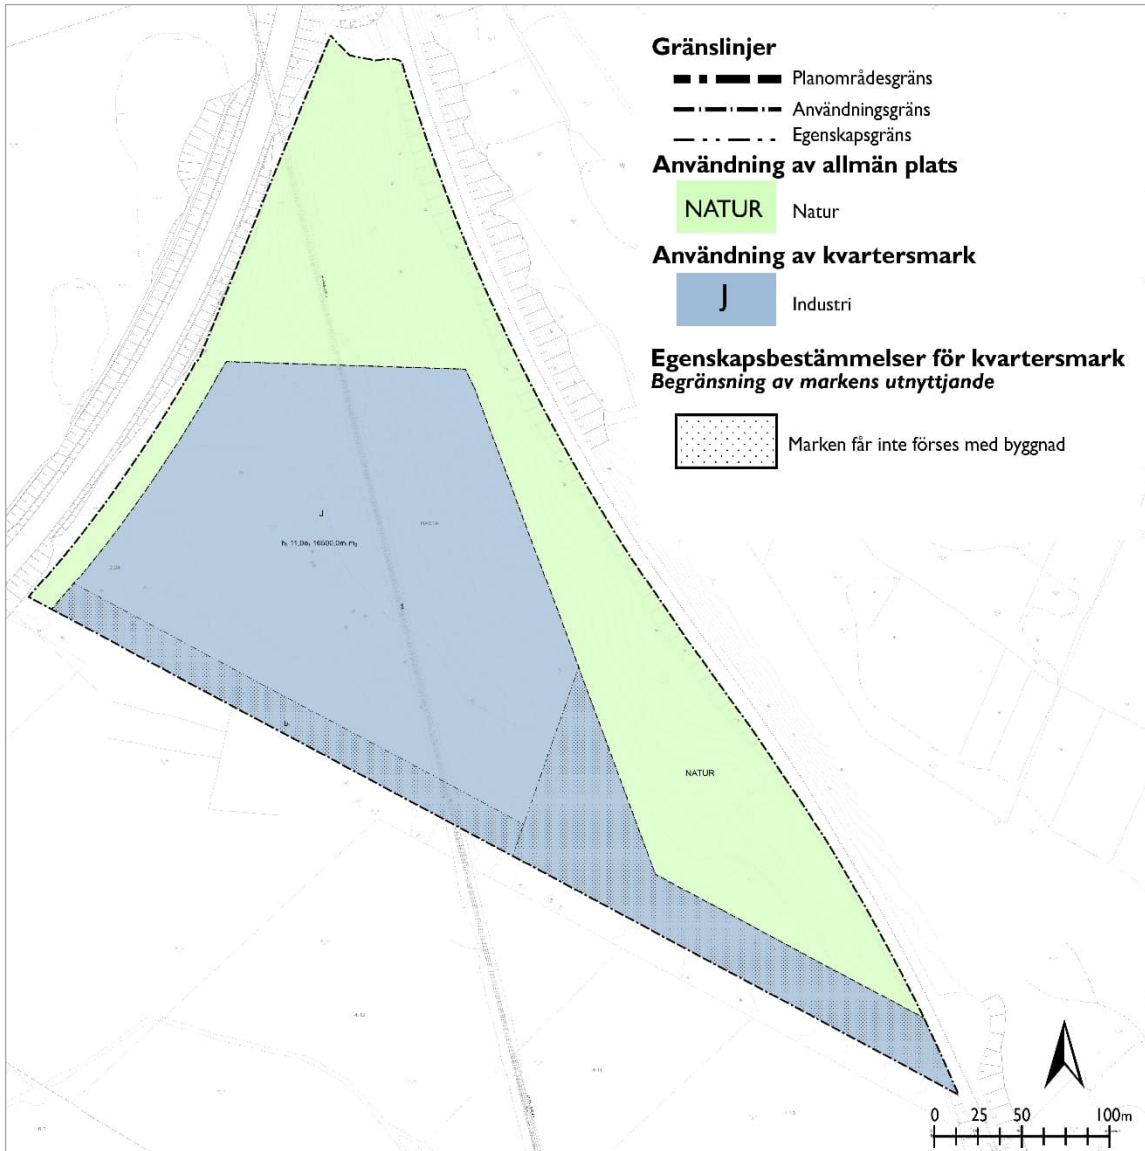 Gränslinjer
Planområdesgräns
Användningsgräns
Egenskapsgräns
Användning av allmän plats
NATUR Natur
Användning av kvartersmark
J Industri
Egenskapsbestämmelser för kvartersmark
Begränsning av markens utnyttjande
Marken får inte förses med byggnad
J
NATUR
0 25 50 100m